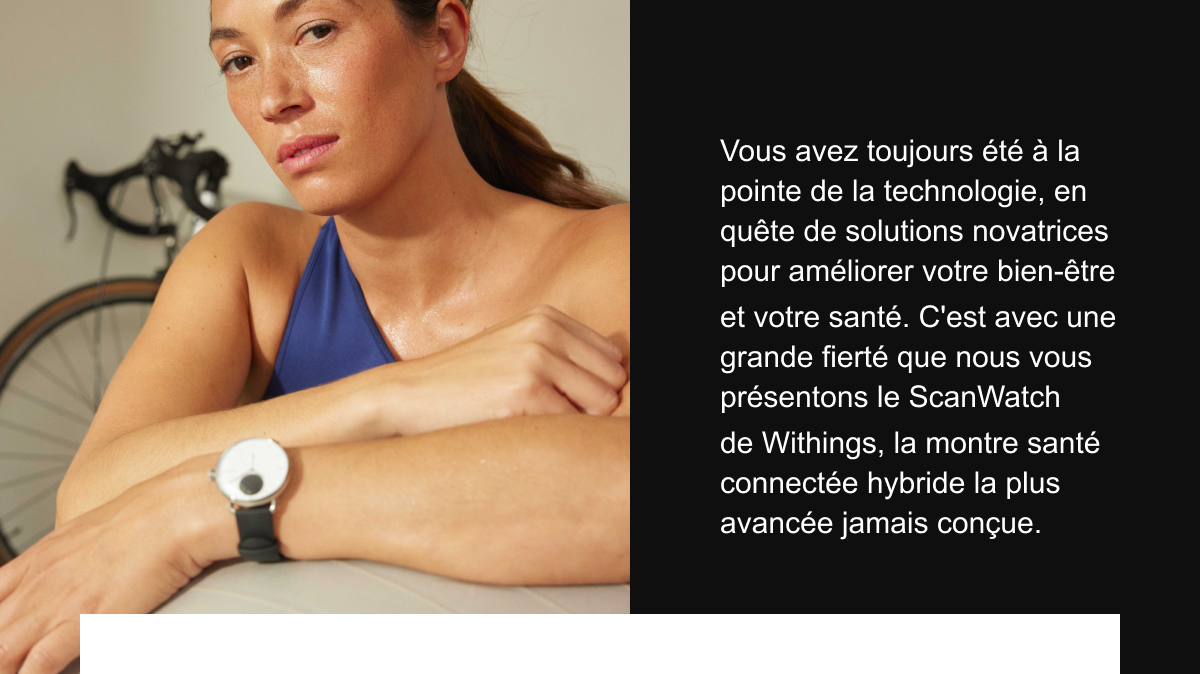 Vous avez toujours été à la
pointe de la technologie, en
quête de solutions novatrices
pour améliorer votre bien-être
et votre santé. C'est avec une
grande fierté que nous vous
présentons le ScanWatch
de Withings, la montre santé
connectée hybride la plus
avancée jamais conçue.